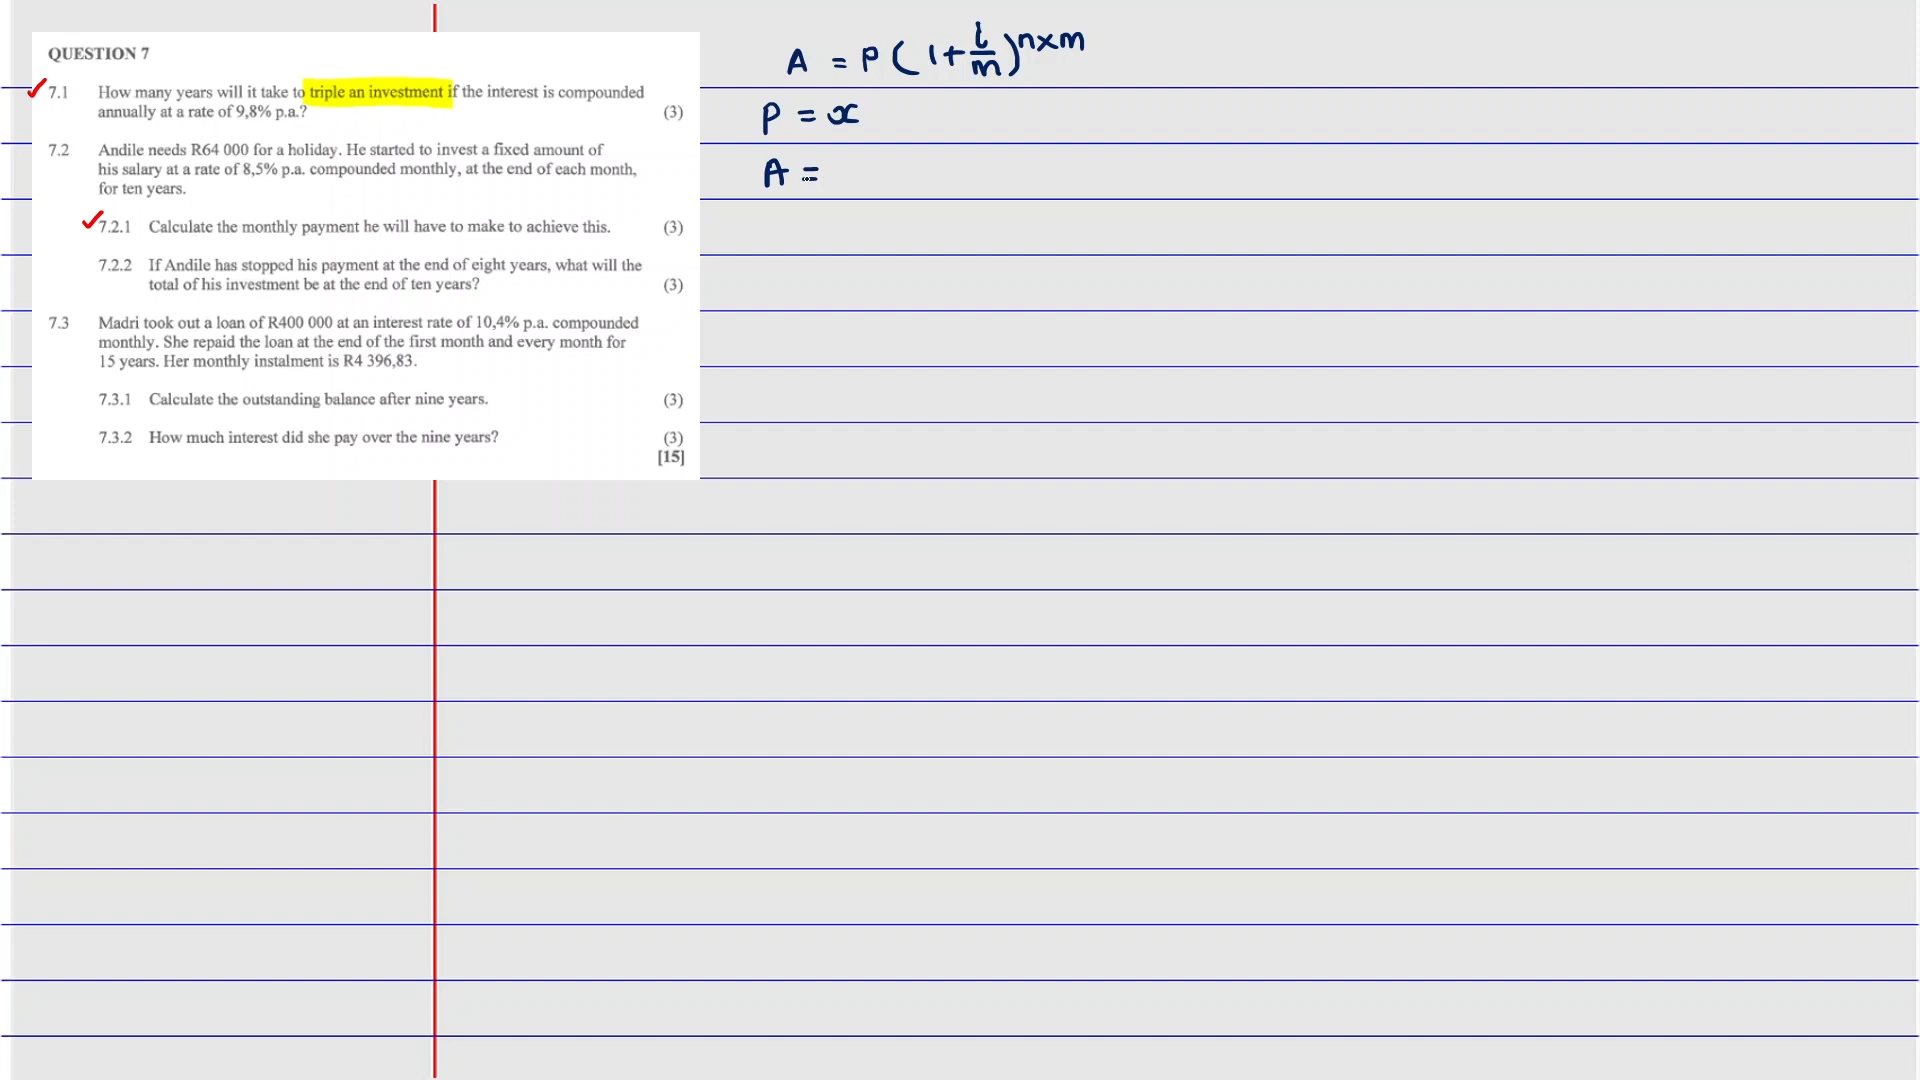 QUESTION 7
7.1 How many years will it take to triple an investment if the interest is compounded
annually at a rate of 9,8% p.a.? (3)
7.2 Andile needs R64 000 for a holiday. He started to invest a fixed amount of
his salary at a rate of 8,5% p.a. compounded monthly, at the end of each month,
for ten years.
7.2.1 Calculate the monthly payment he will have to make to achieve this. (3)
7.2.2 If Andile has stopped his payment at the end of eight years, what will the
total of his investment be at the end of ten years? (3)
7.3 Madri took out a loan of R400 000 at an interest rate of 10,4% p.a. compounded
monthly. She repaid the loan at the end of the first month and every month for
15 years. Her monthly instalment is R4 396,83.
7.3.1 Calculate the outstanding balance after nine years. (3)
7.3.2 How much interest did she pay over the nine years? (3)
[15]
A = P(1+i/m)^n×m
P = x
A =